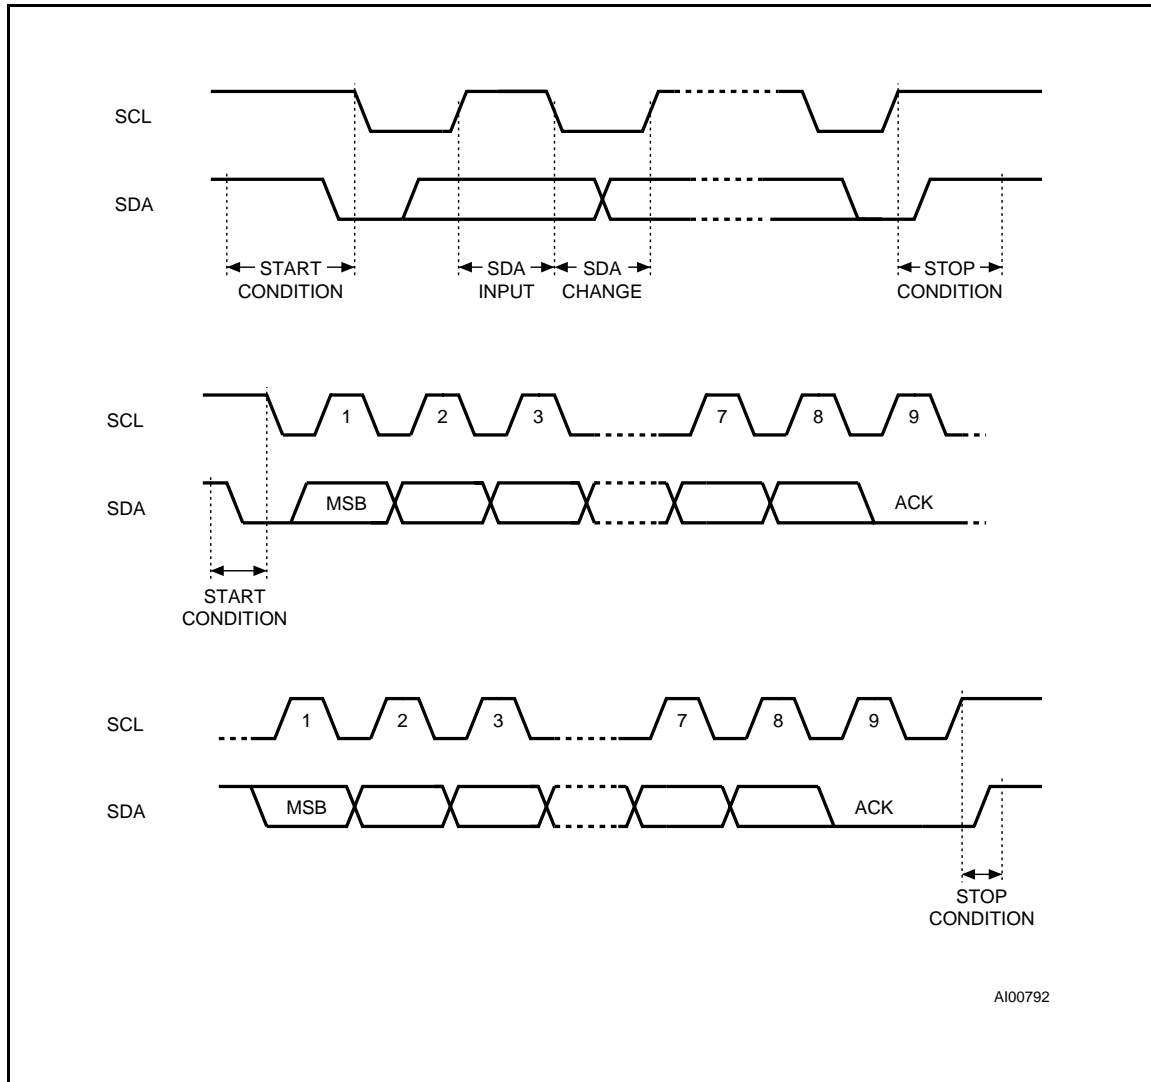 SCL
SDA
START
CONDITION
SDA
INPUT
SDA
CHANGE
STOP
CONDITION
SCL
1 2 3 7 8 9
SDA
MSB ACK
START
CONDITION
SCL
1 2 3 7 8 9
SDA
MSB ACK
STOP
CONDITION
AI00792